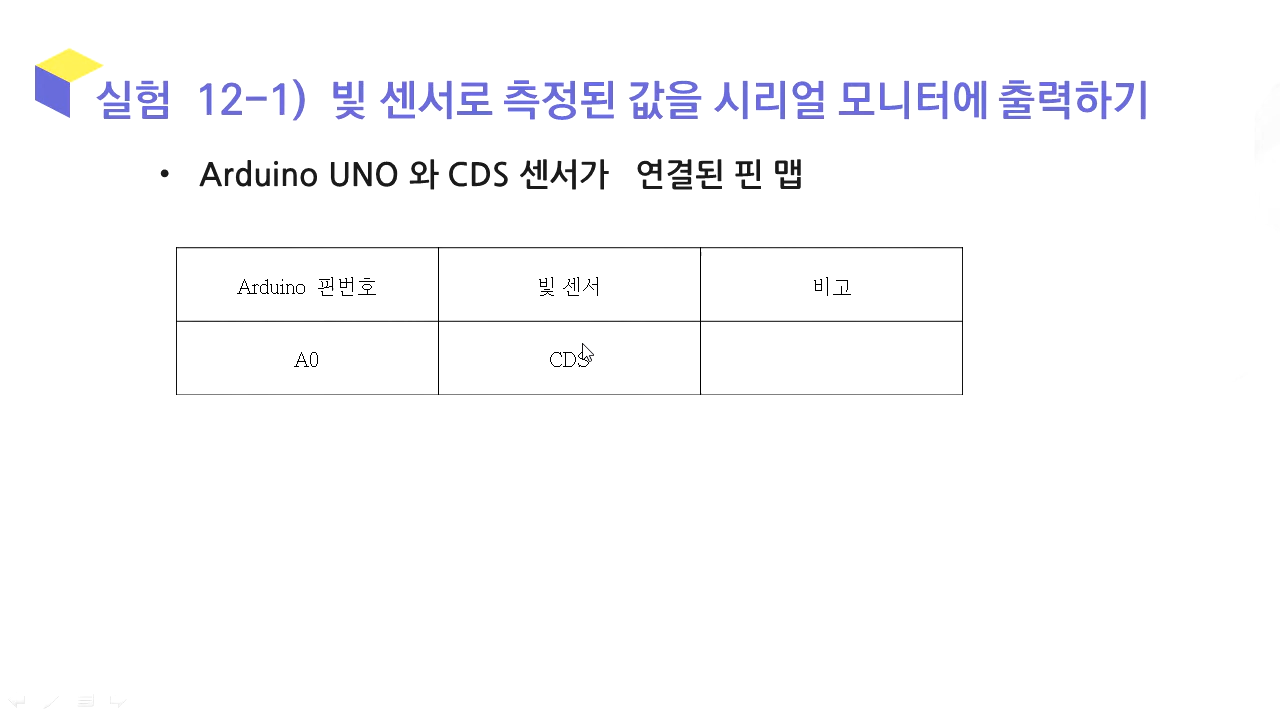 실험 12-1) 빛 센서로 측정된 값을 시리얼 모니터에 출력하기
• Arduino UNO 와 CDS 센서가 연결된 핀 맵
Arduino 핀번호 빛 센서 비고
A0 CDS